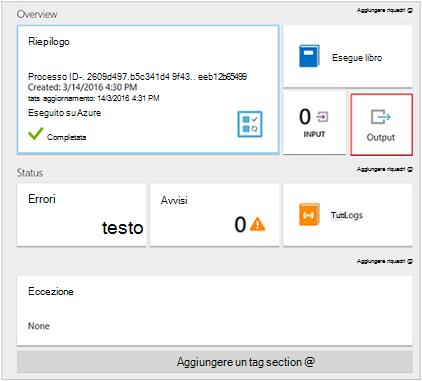 Overview
Aggiungere riquadri @
Riepilogo
Processo ID-. 2609d497.b5c341d4 9f43.. eeb12b65499
Created: 3/14/2016 4:30 PM
tats aggiornamento: 14/3/2016 4:31 PM
Eseguito su Azure
Completata
Esegue libro
0
INPUT
Output
Status
Aggiungere riquadri @
Errori
testo
Avvisi
0
TuttiLogs
Aggiungere riquadri @
Eccezione
None
Aggiungere un tag section @